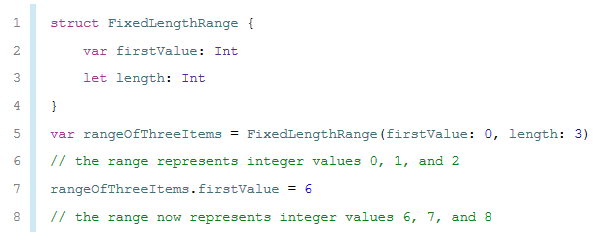 1 struct FixedLengthRange {
2 var firstValue: Int
3 let length: Int
4 }
5 var rangeOfThreeItems = FixedLengthRange(firstValue: 0, length: 3)
6 // the range represents integer values 0, 1, and 2
7 rangeOfThreeItems.firstValue = 6
8 // the range now represents integer values 6, 7, and 8